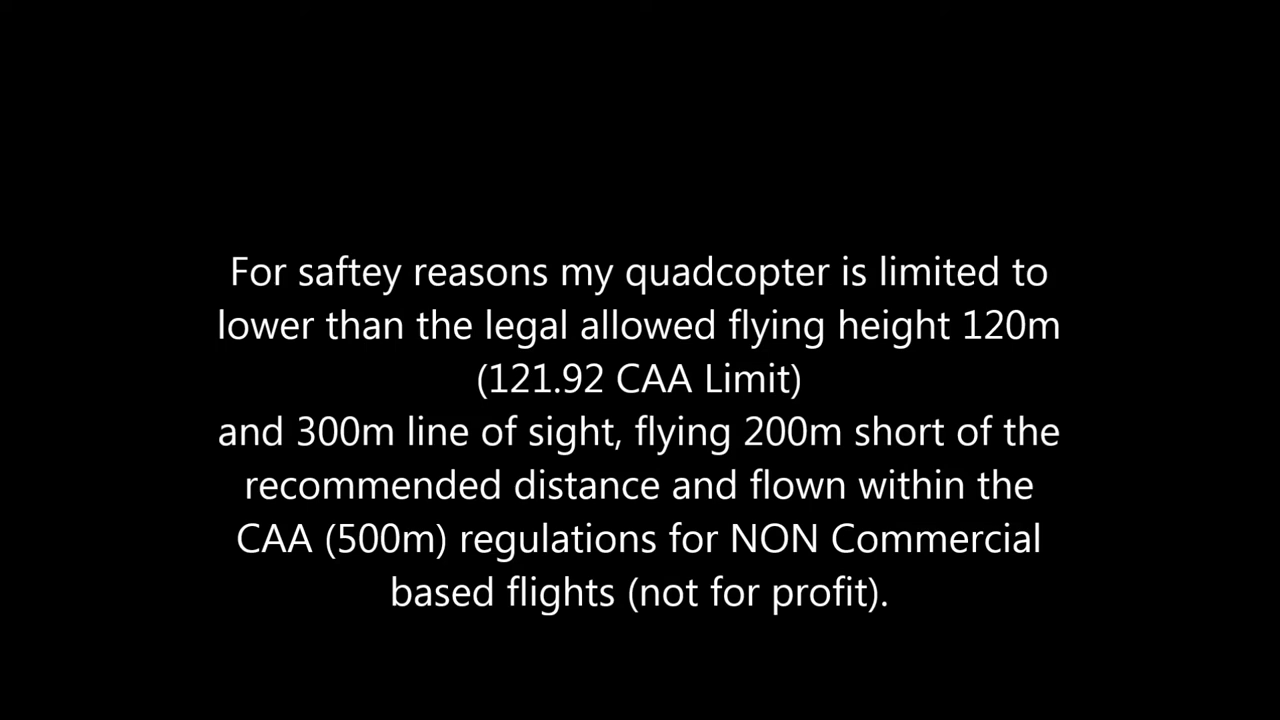 For saftey reasons my quadcopter is limited to
lower than the legal allowed flying height 120m
(121.92 CAA Limit)
and 300m line of sight, flying 200m short of the
recommended distance and flown within the
CAA (500m) regulations for NON Commercial
based flights (not for profit).